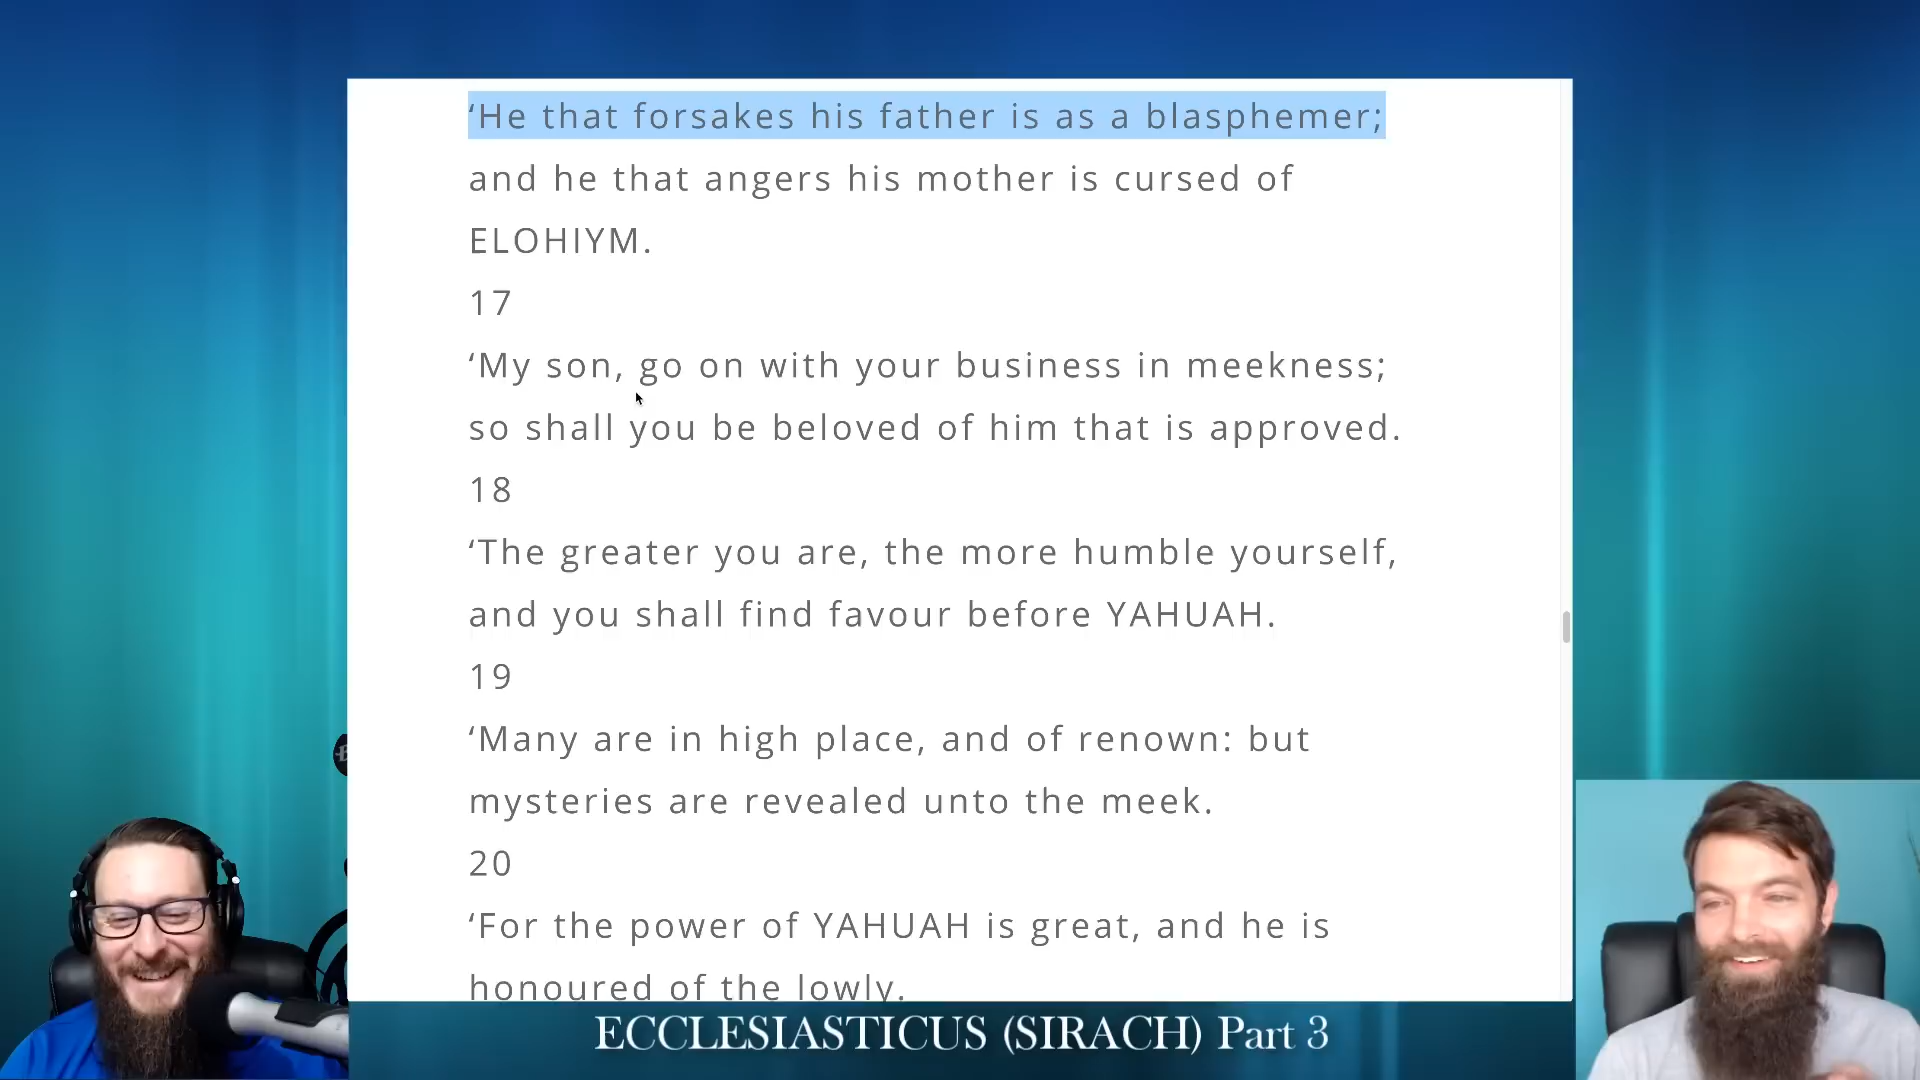 ‘He that forsakes his father is as a blasphemer;
and he that angers his mother is cursed of
ELOHIYM.
17
‘My son, go on with your business in meekness;
so shall you be beloved of him that is approved.
18
‘The greater you are, the more humble yourself,
and you shall find favour before YAHUAH.
19
‘Many are in high place, and of renown: but
mysteries are revealed unto the meek.
20
‘For the power of YAHUAH is great, and he is
honoured of the lowly.
ECCLESIASTICUS (SIRACH) Part 3